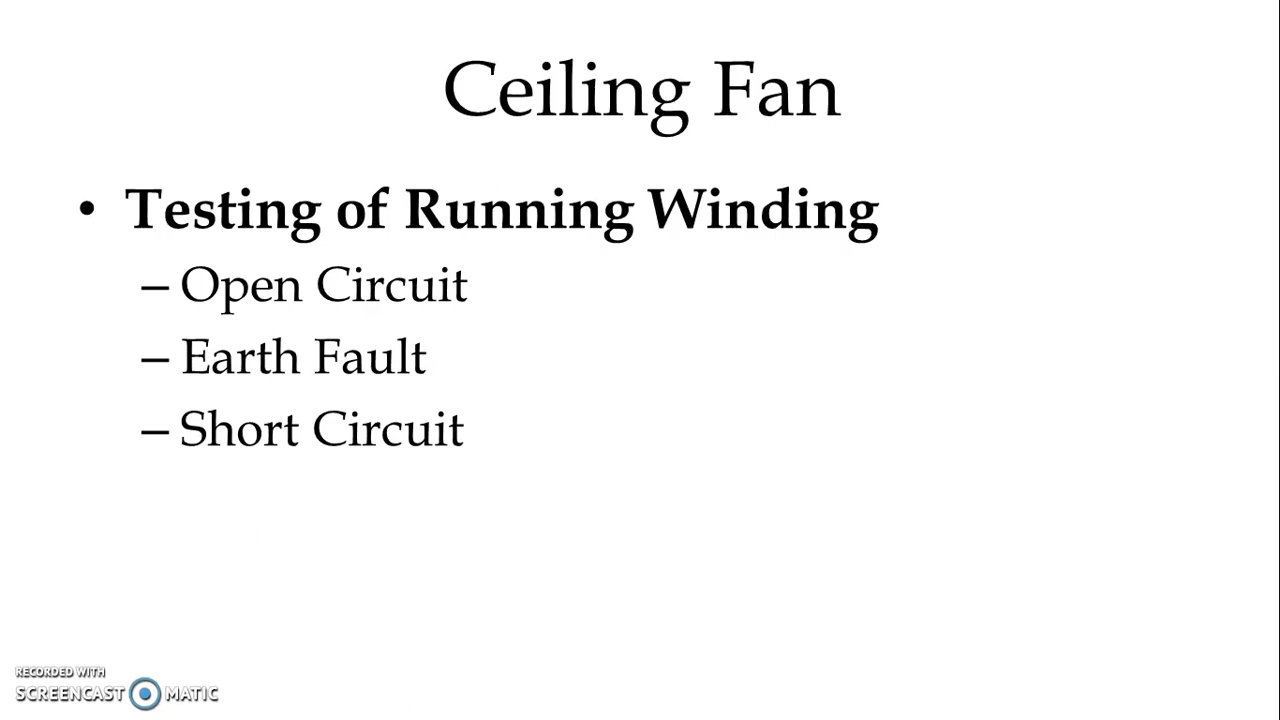 Ceiling Fan
• Testing of Running Winding
– Open Circuit
– Earth Fault
– Short Circuit
RECORDED WITH
SCREENCAST MATIC